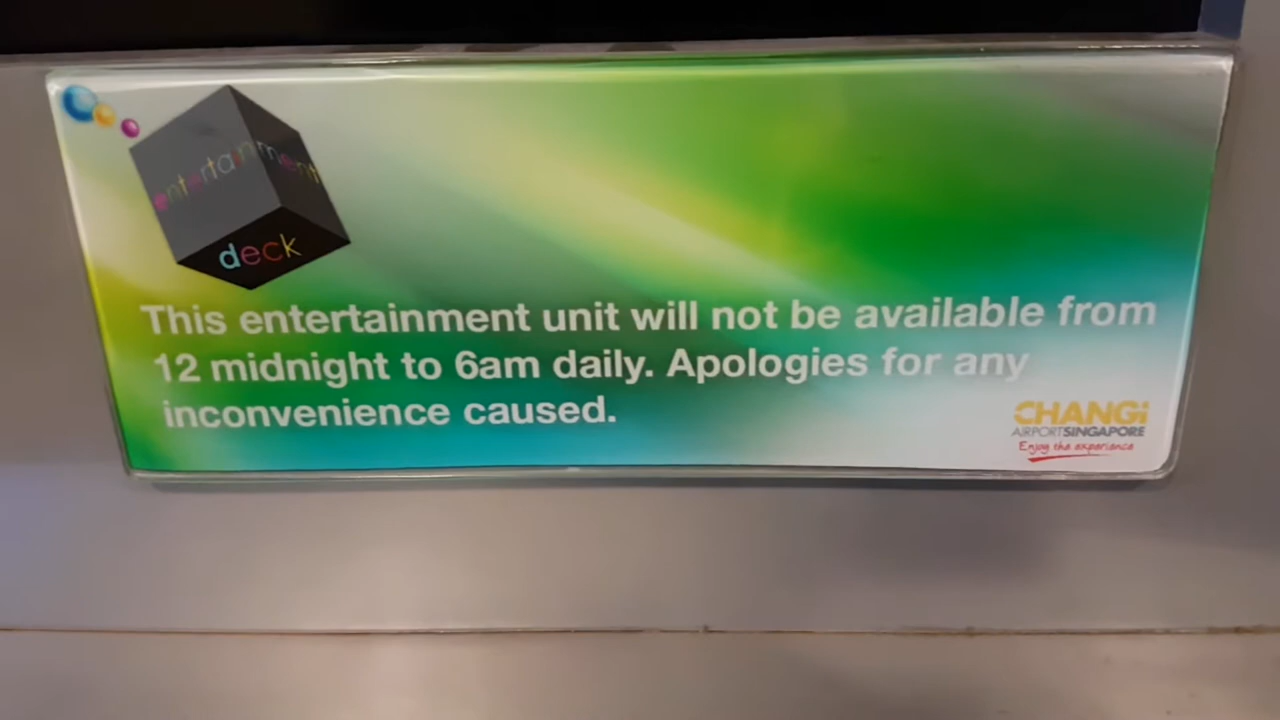 entertainment
deck
This entertainment unit will not be available from
12 midnight to 6am daily. Apologies for any
inconvenience caused.
CHANGi
AIRPORTSINGAPORE
Enjoy the experience